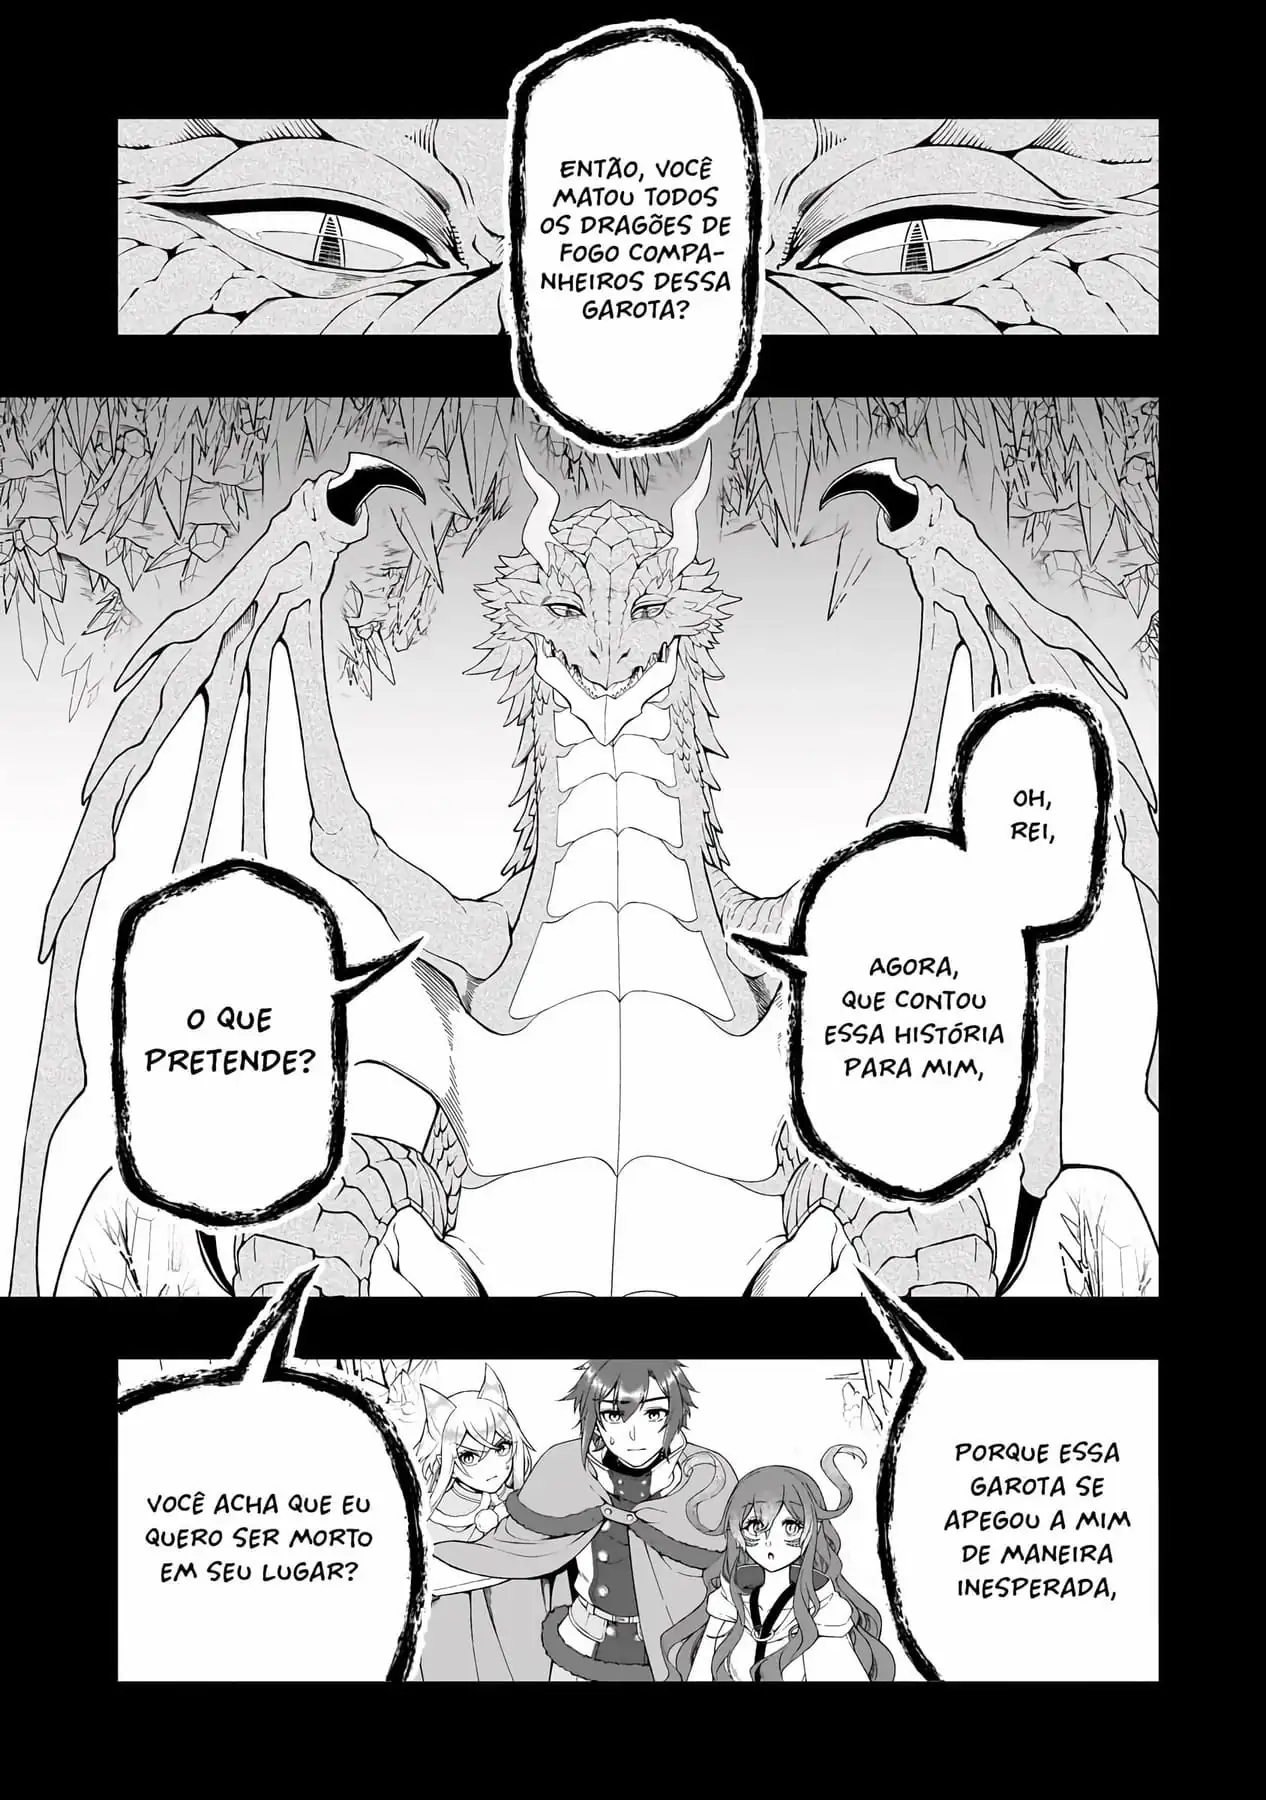 ENTÃO, VOCÊ
MATOU TODOS
OS DRAGÕES DE
FOGO COMPA-
NHEIROS DESSA
GAROTA?
OH,
REI,
AGORA,
QUE CONTOU
ESSA HISTÓRIA
PARA MIM,
O QUE
PRETENDE?
PORQUE ESSA
GAROTA SE
APEGOU A MIM
DE MANEIRA
INESPERADA,
VOCÊ ACHA QUE EU
QUERO SER MORTO
EM SEU LUGAR?